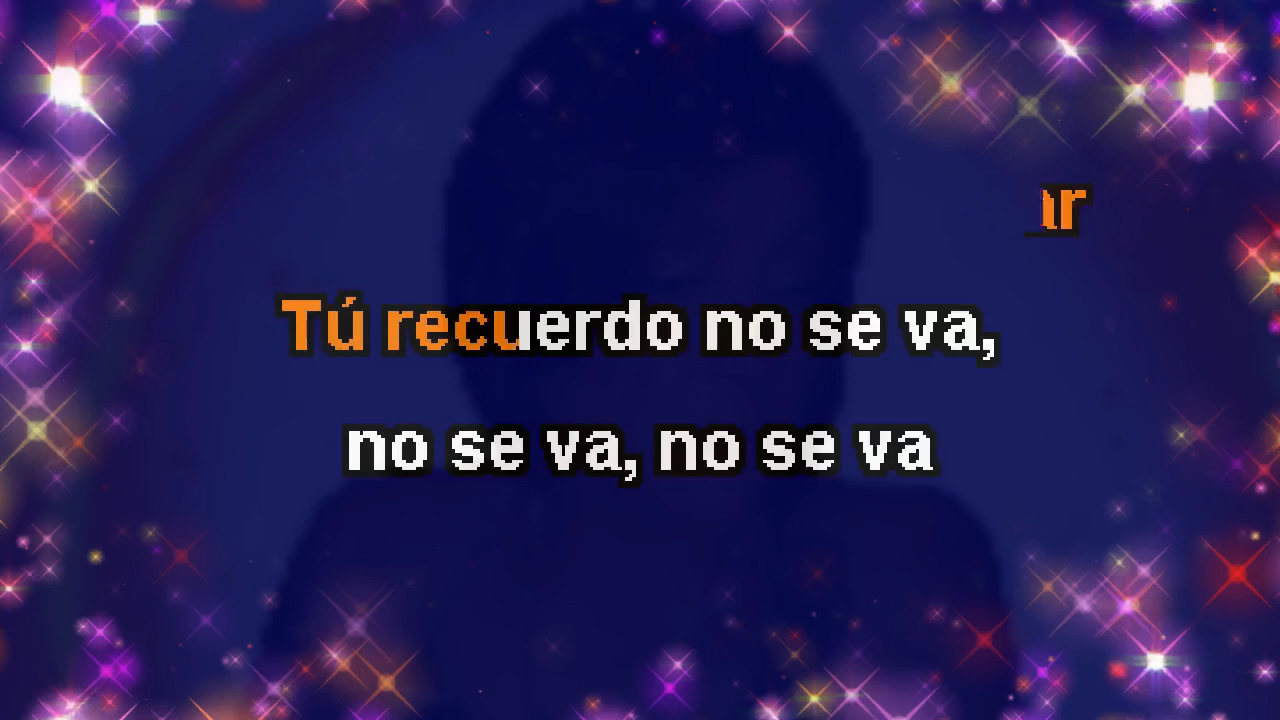 Tú recuerdo no se va,
no se va, no se va